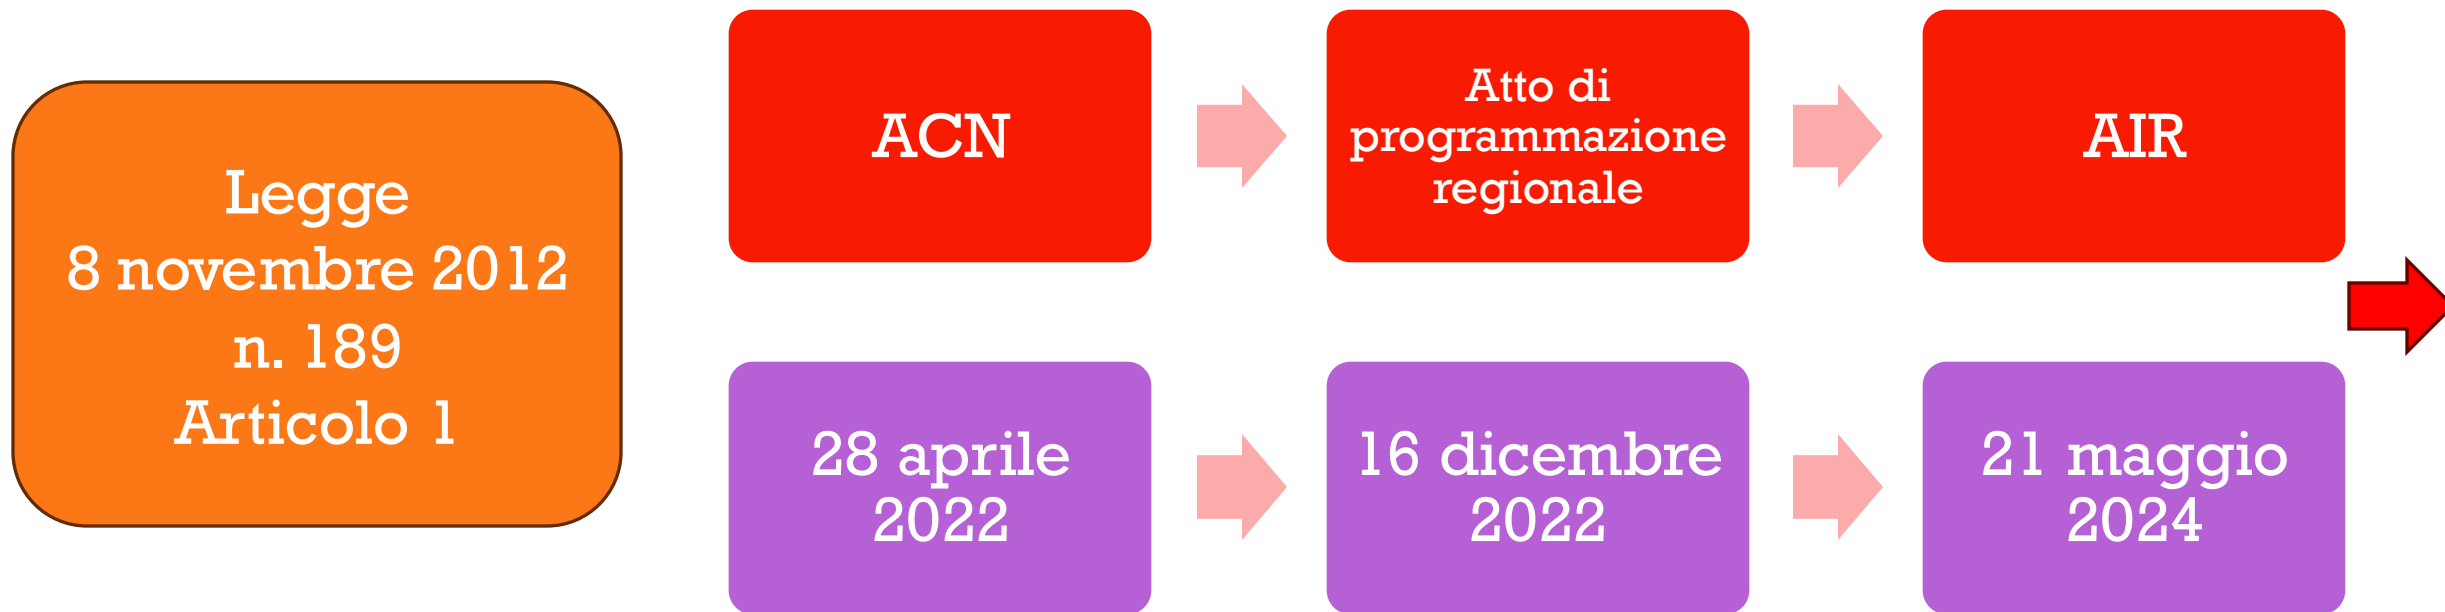 Legge
8 novembre 2012
n. 189
Articolo 1
ACN
Atto di
programmazione
regionale
AIR
28 aprile
2022
16 dicembre
2022
21 maggio
2024